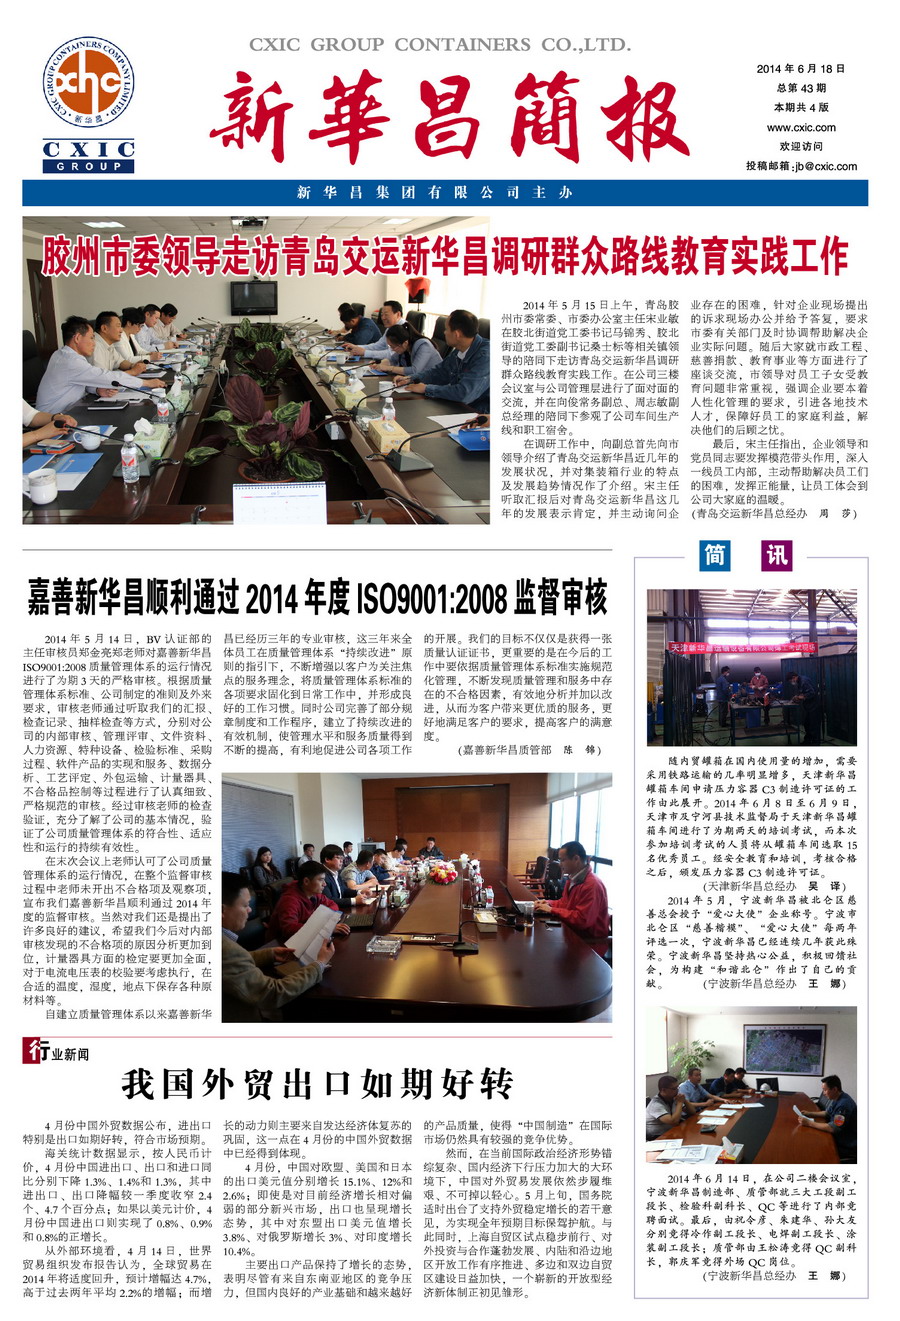 CXIC GROUP CONTAINERS CO.,LTD.
CXIC GROUP CONTAINERS COMPANY LIMITED
xhc
新华昌
CXIC
GROUP
新華昌簡报
2014 年 6 月 18 日
总第 43 期
本期共 4 版
www.cxic.com
欢迎访问
投稿邮箱:jb@cxic.com
新华昌集团有限公司主办
胶州市委领导走访青岛交运新华昌调研群众路线教育实践工作
2014 年 5 月 15 日上午，青岛胶
州市委常委、市委办公室主任宋业敏
在胶北街道党工委书记马锦秀、胶北
街道党工委副书记桑士标等相关镇领
导的陪同下走访青岛交运新华昌调研
群众路线教育实践工作。在公司三楼
会议室与公司管理层进行了面对面的
交流，并在向俊常务副总、周志敏副
总经理的陪同下参观了公司车间生产
线和职工宿舍。
在调研工作中，向副总首先向市
领导介绍了青岛交运新华昌近几年的
发展状况，并对集装箱行业的特点
及发展趋势情况作了介绍。宋主任
听取汇报后对青岛交运新华昌这几
年的发展表示肯定，并主动询问企
业存在的困难，针对企业现场提出
的诉求现场办公并给予答复，要求
市委有关部门及时协调帮助解决企
业实际问题。随后大家就市政工程、
慈善捐款、教育事业等方面进行了
座谈交流，市领导对员工子女受教
育问题非常重视，强调企业要本着
人性化管理的要求，引进各地技术
人才，保障好员工的家庭利益，解
决他们的后顾之忧。
最后，宋主任指出，企业领导和
党员同志要发挥模范带头作用，深入
一线员工内部，主动帮助解决员工们
的困难，发挥正能量，让员工体会到
公司大家庭的温暖。
(青岛交运新华昌总经办 周 莎)
嘉善新华昌顺利通过 2014 年度 ISO9001:2008 监督审核
2014 年 5 月 14 日，BV 认证部的
主任审核员郑金亮郑老师对嘉善新华昌
ISO9001:2008 质量管理体系的运行情况
进行了为期 3 天的严格审核。根据质量
管理体系标准、公司制定的准则及外来
要求，审核老师通过听取我们的汇报、
检查记录、抽样检查等方式，分别对公
司的内部审核、管理评审、文件资料、
人力资源、特种设备、检验标准、采购
过程、软件产品的实现和服务、数据分
析、工艺评定、外包运输、计量器具、
不合格品控制等过程进行了认真细致、
严格规范的审核。经过审核老师的检查
验证，充分了解了公司的基本情况，验
证了公司质量管理体系的符合性、适应
性和运行的持续有效性。
在末次会议上老师认可了公司质量
管理体系的运行情况，在整个监督审核
过程中老师未开出不合格项及观察项，
宣布我们嘉善新华昌顺利通过 2014 年
度的监督审核。当然对我们还是提出了
许多良好的建议，希望我们今后对内部
审核发现的不合格项的原因分析更加到
位，计量器具方面的检定要更加全面，
对于电流电压表的校验要考虑执行，在
合适的温度，湿度，地点下保存各种原
材料等。
自建立质量管理体系以来嘉善新华
昌已经历三年的专业审核，这三年来全
体员工在质量管理体系“持续改进”原
则的指引下，不断增强以客户为关注焦
点的服务理念，将质量管理体系标准的
各项要求固化到日常工作中，并形成良
好的工作习惯。同时公司完善了部分规
章制度和工作程序，建立了持续改进的
有效机制，使管理水平和服务质量得到
不断的提高，有利地促进公司各项工作
的开展。我们的目标不仅仅是获得一张
质量认证证书，更重要的是在今后的工
作中要依据质量管理体系标准实施规范
化管理，不断发现质量管理和服务中存
在的不合格因素，有效地分析并加以改
进，从而为客户带来更优质的服务，更
好地满足客户的要求，提高客户的满意
度。
(嘉善新华昌质管部 陈 锦)
简 讯
天津新华昌运输设备有限公司焊工考试现场
随内贸罐箱在国内使用量的增加，需要
采用铁路运输的几率明显增多，天津新华昌
罐箱车间申请压力容器 C3 制造许可证的工
作由此展开。2014 年 6 月 8 日至 6 月 9 日，
天津市及宁河县技术监督局于天津新华昌罐
箱车间进行了为期两天的培训考试，而本次
参加培训考试的人员将从罐箱车间选取 15
名优秀员工。经安全教育和培训，考核合格
之后，颁发压力容器 C3 制造许可证。
(天津新华昌总经办 吴 译)
2014 年 5 月，宁波新华昌被北仑区慈
善总会授予“爱心大使”企业称号。宁波市
北仑区“慈善楷模”、“爱心大使”每两年
评选一次，宁波新华昌已经连续几年获此殊
荣。宁波新华昌坚持热心公益，积极回馈社
会，为构建“和谐北仑”作出了自己的贡
献。 (宁波新华昌总经办 王 娜)
2014 年 6 月 14 日，在公司二楼会议室，
宁波新华昌制造部、质管部就三大工段副工
段长、检验科副科长、QC 等进行了内部竞
聘面试。最后，由祝令彦、朱建华、孙大友
分别竞得冷作副工段长、电焊副工段长、涂
装副工段长；质管部由王松涛竞得 QC 副科
长，郭庆军竞得外场 QC 岗位。
(宁波新华昌总经办 王 娜)
行业新闻
我国外贸出口如期好转
4 月份中国外贸数据公布，进出口
特别是出口如期好转，符合市场预期。
海关统计数据显示，按人民币计
价，4 月份中国进出口、出口和进口同
比分别下降 1.3%、1.4%和 1.3%，其中
进出口、出口降幅较一季度收窄 2.4
个、4.7 个百分点；如果以美元计价，4
月份中国进出口则实现了 0.8%、0.9%
和 0.8%的正增长。
从外部环境看，4 月 14 日，世界
贸易组织发布报告认为，全球贸易在
2014 年将适度回升，预计增幅达 4.7%，
高于过去两年平均 2.2%的增幅；而增
长的动力则主要来自发达经济体复苏的
巩固，这一点在 4 月份的中国外贸数据
中已经得到体现。
4 月份，中国对欧盟、美国和日本
的出口美元值分别增长 15.1%、12%和
2.6%；即使是对目前经济增长相对偏
弱的部分新兴市场，出口也呈现增长
态势，其中对东盟出口美元值增长
3.8%、对俄罗斯增长 3%、对印度增长
10.4%。
主要出口产品保持了增长的态势，
表明尽管有来自东南亚地区的竞争压
力，但国内良好的产业基础和越来越好
的产品质量，使得“中国制造”在国际
市场仍然具有较强的竞争优势。
然而，在当前国际政治经济形势错
综复杂、国内经济下行压力加大的大环
境下，中国对外贸易发展依然步履维
艰、不可掉以轻心。5 月上旬，国务院
适时出台了支持外贸稳定增长的若干意
见，为实现全年预期目标保驾护航。与
此同时，上海自贸区试点稳步前行、对
外投资与合作蓬勃发展、内陆和沿边地
区开放工作有序推进、多边和双边自贸
区建设日益加快，一个崭新的开放型经
济新体制正初见雏形。